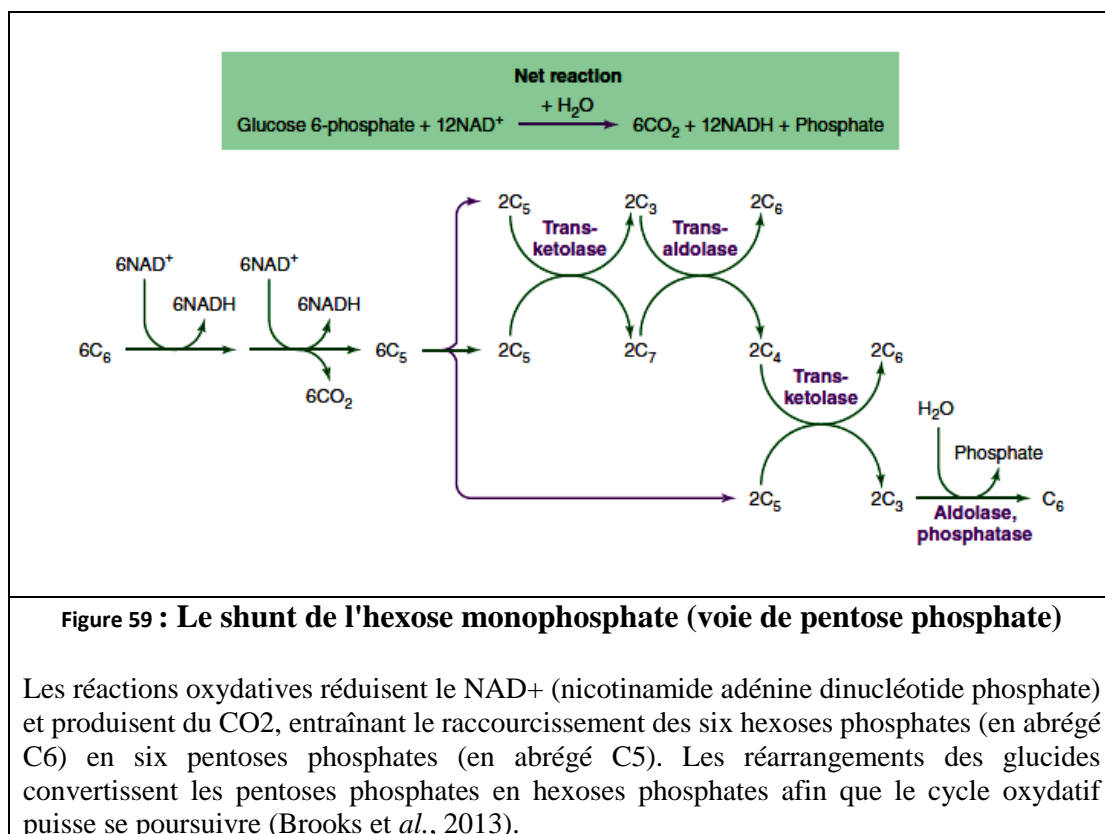 Net reaction
+ H₂O
Glucose 6-phosphate + 12NAD⁺ → 6CO₂ + 12NADH + Phosphate
2C₅ 2C₃ 2C₆
Trans-
ketolase
Trans-
aldolase
6NAD⁺ 6NAD⁺
6NADH 6NADH
6C₆ 6C₅ 2C₅ 2C₇ 2C₄ 2C₆
6CO₂
Trans-
ketolase
H₂O
Phosphate
2C₅ 2C₃ C₆
Aldolase,
phosphatase
Figure 59 : Le shunt de l'hexose monophosphate (voie de pentose phosphate)
Les réactions oxydatives réduisent le NAD+ (nicotinamide adénine dinucléotide phosphate)
et produisent du CO2, entraînant le raccourcissement des six hexoses phosphates (en abrégé
C6) en six pentoses phosphates (en abrégé C5). Les réarrangements des glucides
convertissent les pentoses phosphates en hexoses phosphates afin que le cycle oxydatif
puisse se poursuivre (Brooks et al., 2013).